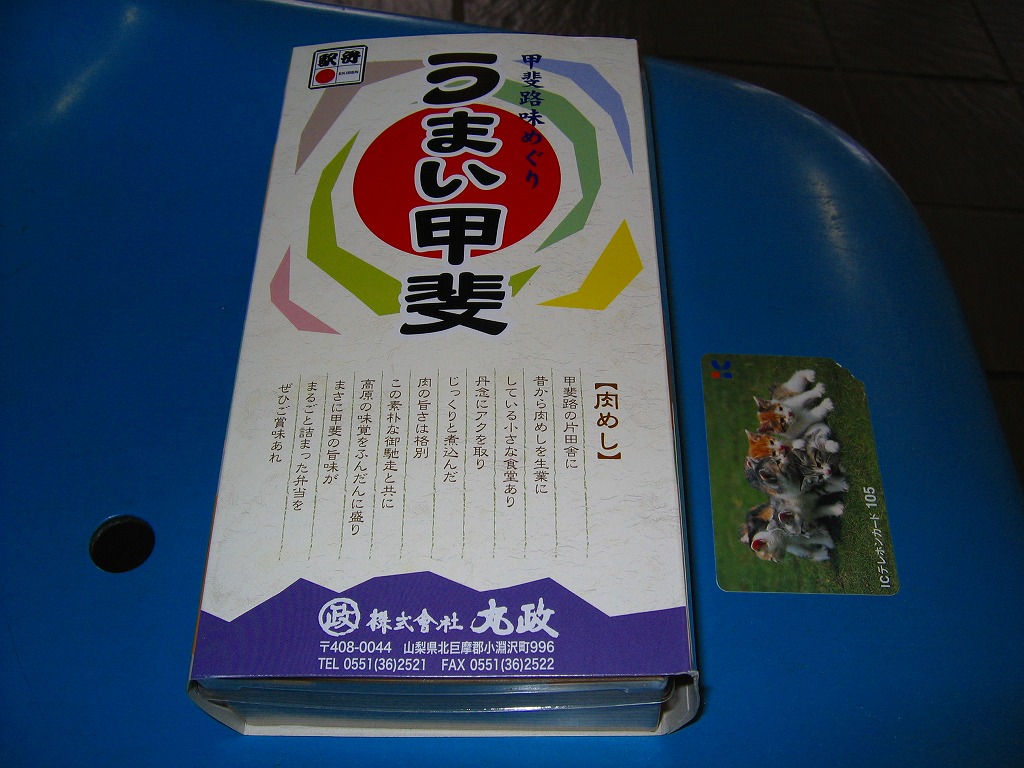 駅弁
EKIBEN
甲斐路味めぐり
うまい甲斐
【肉めし】
甲斐路の片田舎に
昔から肉めしを生業に
している小さな食堂あり
丹念にアクを取り
じっくりと煮込んだ
肉の旨さは格別
この素朴な御馳走と共に
高原の味覚をふんだんに盛り
まさに甲斐の旨味が
まるごと詰まった弁当を
ぜひご賞味あれ
政 株式會社 丸政
〒408-0044 山梨県北巨摩郡小淵沢町996
TEL 0551(36)2521 FAX 0551(36)2522
ICテレホンカード 105